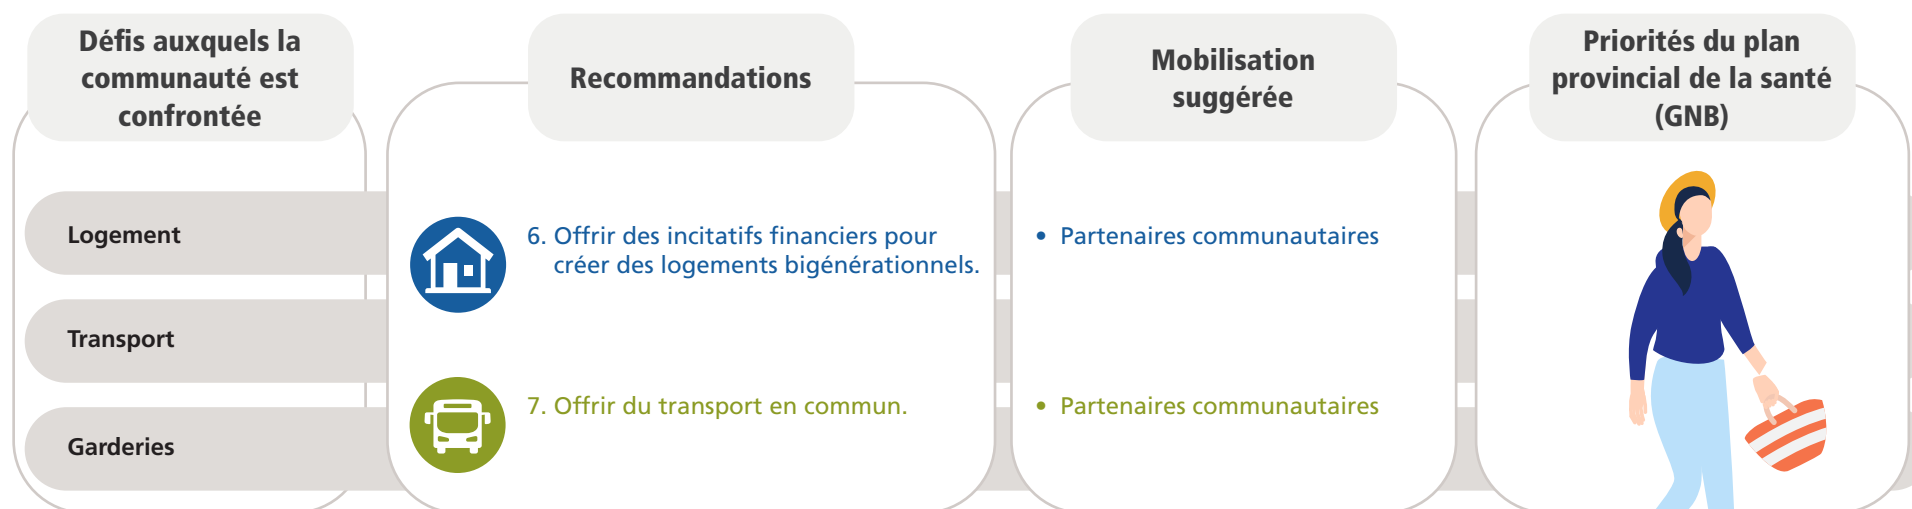 Défis auxquels la
communauté est
confrontée
Recommandations
Mobilisation
suggérée
Priorités du plan
provincial de la santé
(GNB)
Logement
6. Offrir des incitatifs financiers pour
créer des logements bigénérationnels.
• Partenaires communautaires
Transport
7. Offrir du transport en commun.
• Partenaires communautaires
Garderies